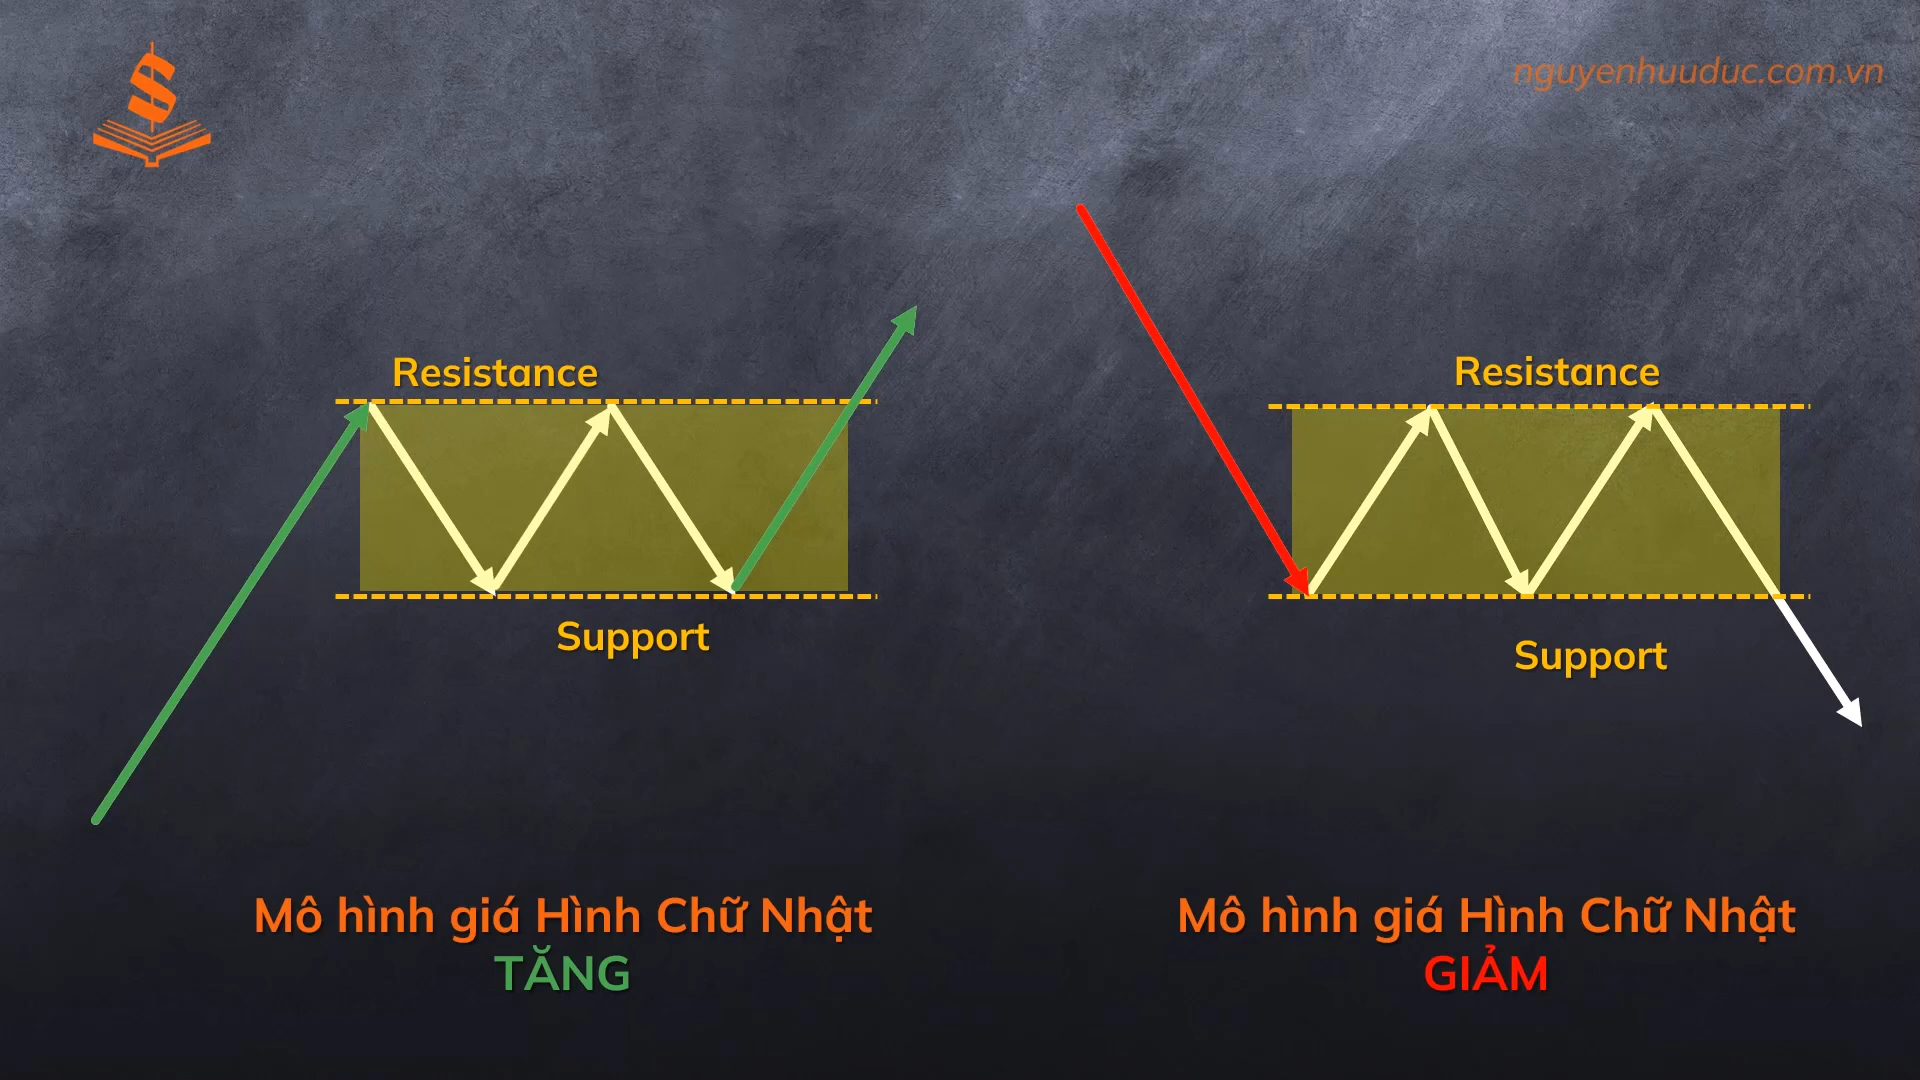 nguyenhuuduc.com.vn
Resistance
Support
Mô hình giá Hình Chữ Nhật
TĂNG
Resistance
Support
Mô hình giá Hình Chữ Nhật
GIẢM